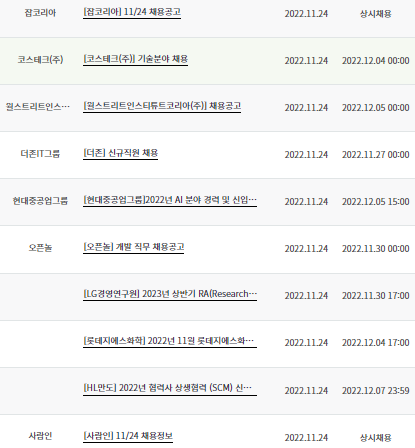 잡코리아 [잡코리아] 11/24 채용공고 2022.11.24 상시채용
코스테크(주) [코스테크(주)] 기술분야 채용 2022.11.24 2022.12.04 00:00
월스트리트인스··· [월스트리트인스티튜트코리아(주)] 채용공고 2022.11.24 2022.12.05 00:00
더존IT그룹 [더존] 신규직원 채용 2022.11.24 2022.11.27 00:00
현대중공업그룹 [현대중공업그룹]2022년 AI 분야 경력 및 신입··· 2022.11.24 2022.12.05 15:00
오픈놀 [오픈놀] 개발 직무 채용공고 2022.11.24 2022.11.30 00:00
[LG경영연구원] 2023년 상반기 RA(Research··· 2022.11.24 2022.11.30 17:00
[롯데지에스화학] 2022년 11월 롯데지에스화··· 2022.11.24 2022.12.04 17:00
[HL만도] 2022년 협력사 상생협력 (SCM) 신··· 2022.11.24 2022.12.07 23:59
사람인 [사람인] 11/24 채용정보 2022.11.24 상시채용